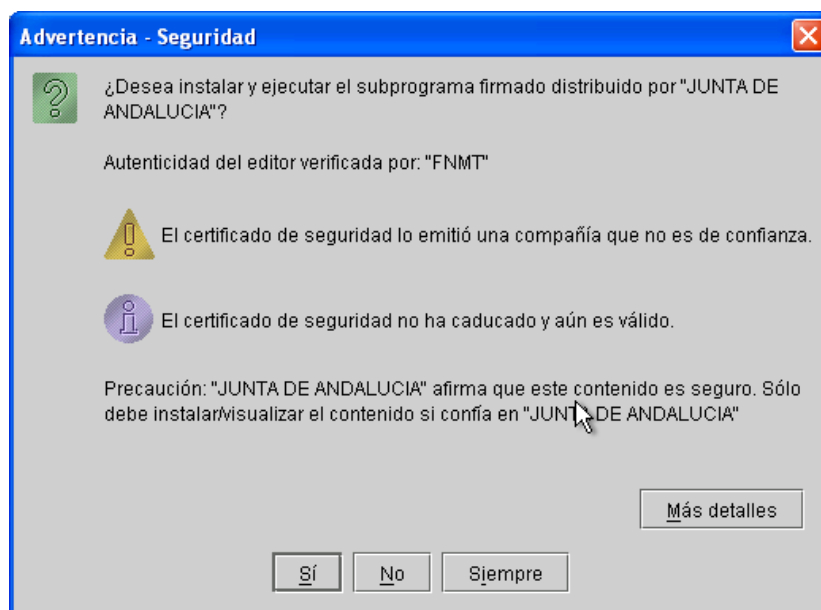 Advertencia - Seguridad
¿Desea instalar y ejecutar el subprograma firmado distribuido por "JUNTA DE
ANDALUCIA"?
Autenticidad del editor verificada por: "FNMT"
El certificado de seguridad lo emitió una compañía que no es de confianza.
El certificado de seguridad no ha caducado y aún es válido.
Precaución: "JUNTA DE ANDALUCIA" afirma que este contenido es seguro. Sólo
debe instalar/visualizar el contenido si confía en "JUNTA DE ANDALUCIA"
Más detalles
Sí No Siempre